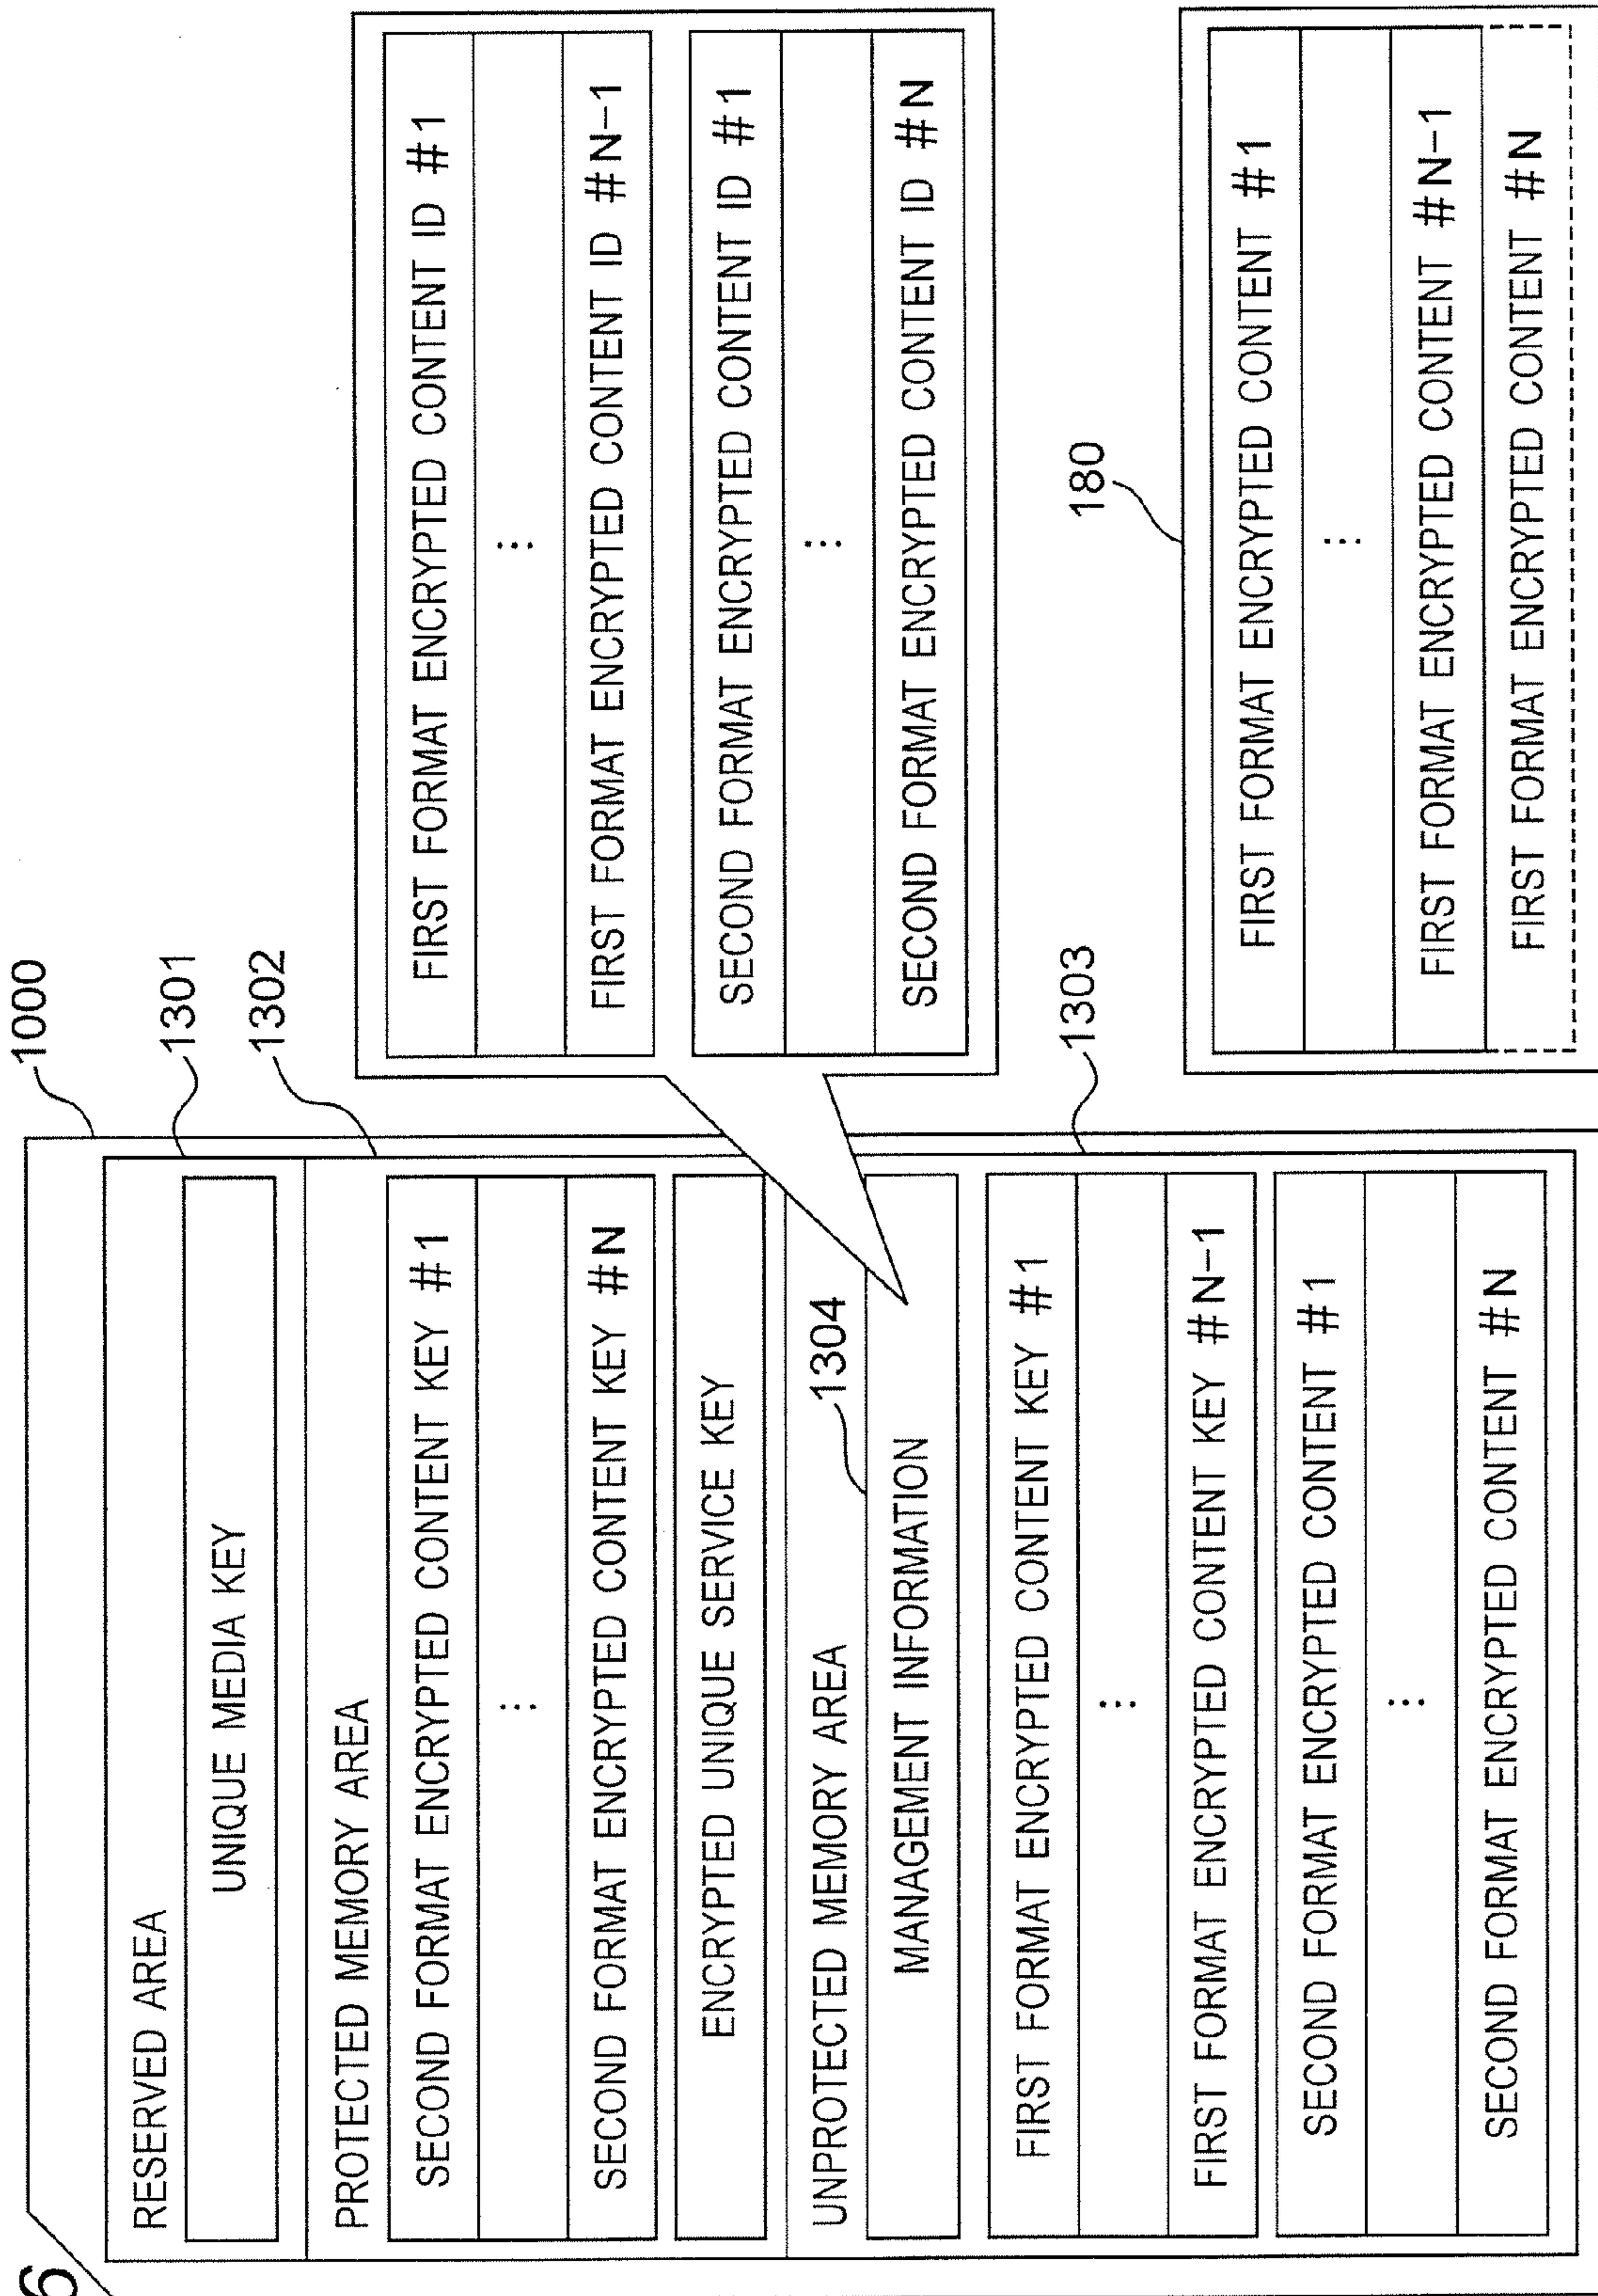 9
1000
1301
1302
RESERVED AREA
UNIQUE MEDIA KEY
PROTECTED MEMORY AREA
SECOND FORMAT ENCRYPTED CONTENT KEY #1
...
SECOND FORMAT ENCRYPTED CONTENT KEY #N
ENCRYPTED UNIQUE SERVICE KEY
UNPROTECTED MEMORY AREA
1304
MANAGEMENT INFORMATION
1303
FIRST FORMAT ENCRYPTED CONTENT KEY #1
...
FIRST FORMAT ENCRYPTED CONTENT KEY #N-1
SECOND FORMAT ENCRYPTED CONTENT #1
...
SECOND FORMAT ENCRYPTED CONTENT #N
FIRST FORMAT ENCRYPTED CONTENT ID #1
...
FIRST FORMAT ENCRYPTED CONTENT ID #N-1
SECOND FORMAT ENCRYPTED CONTENT ID #1
...
SECOND FORMAT ENCRYPTED CONTENT ID #N
180
FIRST FORMAT ENCRYPTED CONTENT #1
...
FIRST FORMAT ENCRYPTED CONTENT #N-1
FIRST FORMAT ENCRYPTED CONTENT #N